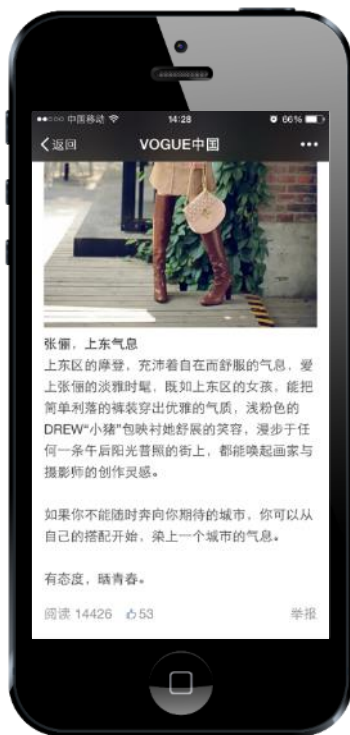 中国移动 14:28 66%
返回 VOGUE中国
张俪，上东气息
上东区的摩登，充沛着自在而舒服的气息，爱
上张俪的淡雅时髦，既如上东区的女孩，能把
简单利落的裤装穿出优雅的气质，浅粉色的
DREW“小猪”包映衬她舒展的笑容，漫步于任
何一条午后阳光普照的街上，都能唤起画家与
摄影师的创作灵感。
如果你不能随时奔向你期待的城市，你可以从
自己的搭配开始，染上一个城市的气息。
有态度，瞄青春。
阅读 14426 53 举报